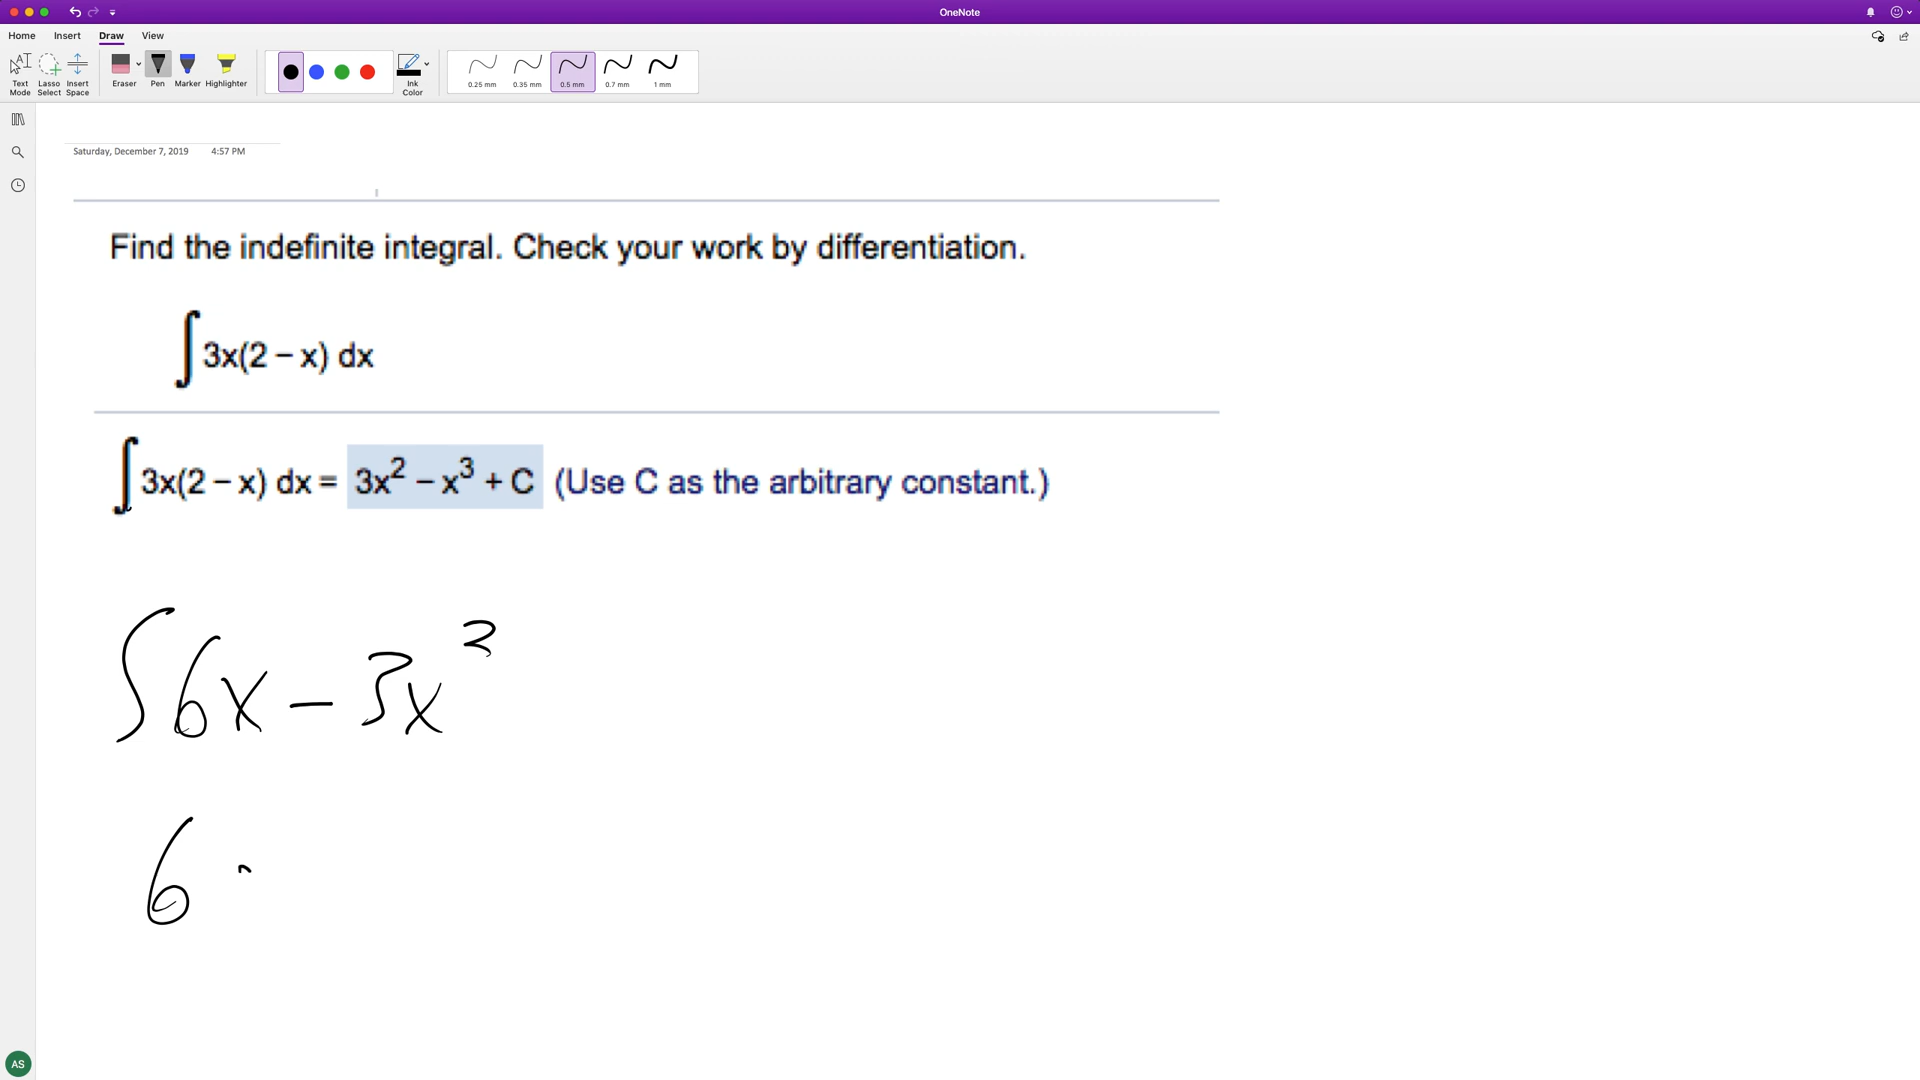 OneNote
Home Insert Draw View
Text Mode Lasso Select Insert Space Eraser Pen Marker Highlighter Ink Color 0.25 mm 0.35 mm 0.5 mm 0.7 mm 1 mm
Saturday, December 7, 2019 4:57 PM
Find the indefinite integral. Check your work by differentiation.
∫ 3x(2 − x) dx
∫ 3x(2 − x) dx = 3x² − x³ + C (Use C as the arbitrary constant.)
∫ 6x − 3x²
6
AS